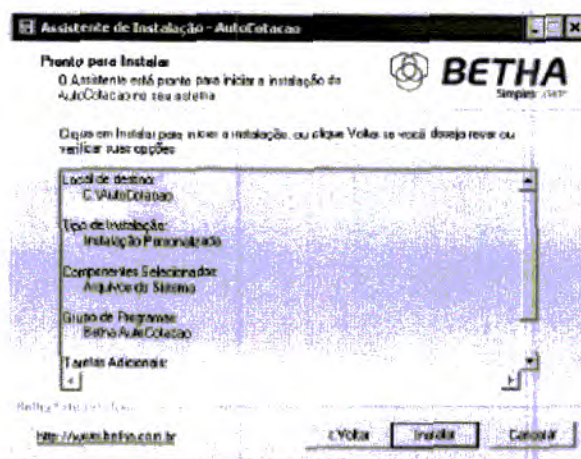 Assistente de Instalação - AutoCotacao
Pronto para Instalar
O Assistente está pronto para iniciar a instalação do
AutoCotacao no seu sistema
BETHA
Clique em Instalar para iniciar a instalação, ou clique Voltar se você deseja rever ou
verificar suas opções
Local de destino:
C:\AutoCotacao
Tipo de Instalação:
Instalação Personalizada
Componentes Selecionados:
Arquivos do Sistema
Grupo de Programas:
Betha AutoCotacao
Tarefas Adicionais:
http://www.betha.com.br
< Voltar
Instalar
Cancelar